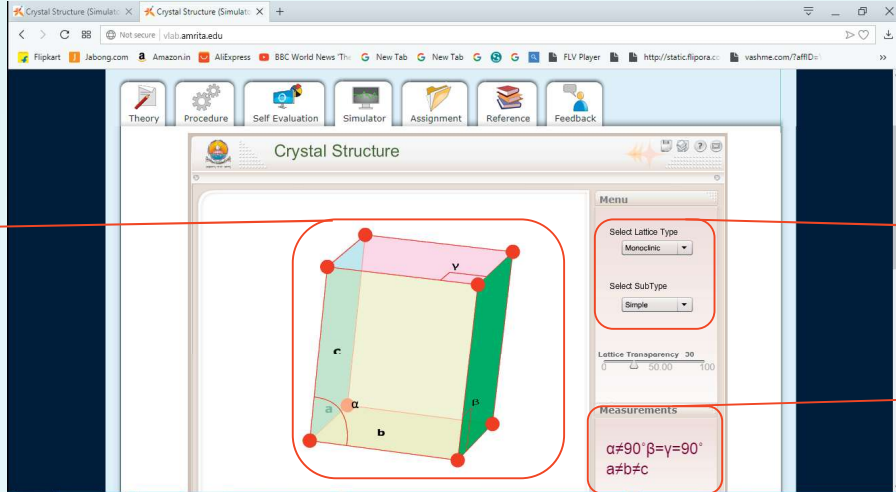 Crystal Structure (Simulato
Crystal Structure (Simulato
Not secure vlab.amrita.edu
Flipkart Jabong.com Amazon.in AliExpress BBC World News 'Th New Tab New Tab FLV Player http://static.flipora.co vashme.com/?affID=
Theory Procedure Self Evaluation Simulator Assignment Reference Feedback
Crystal Structure
Menu
Select Lattice Type
Monoclinic
Select SubType
Simple
Lattice Transparency 30
0 50.00 100
Measurements
α≠90°β=γ=90°
a≠b≠c
γ
c
a α
β
b